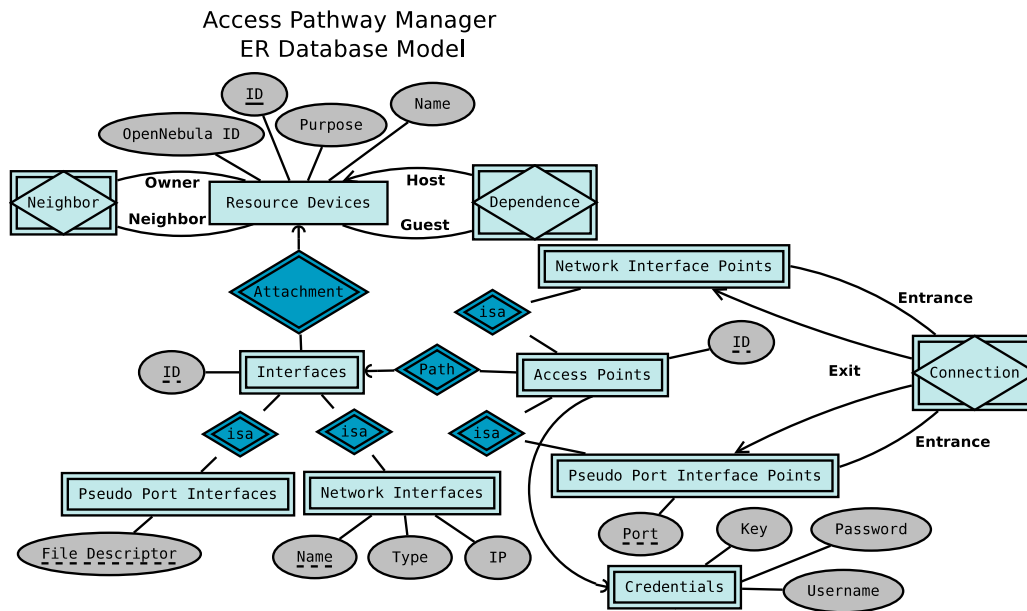 Access Pathway Manager
ER Database Model
ID
Name
OpenNebula ID
Purpose
Owner
Host
Neighbor
Resource Devices
Dependence
Neighbor
Guest
Network Interface Points
Attachment
isa
Entrance
ID
ID
Interfaces
Path
Access Points
Exit
Connection
isa
isa
isa
Entrance
Pseudo Port Interfaces
Network Interfaces
Pseudo Port Interface Points
File Descriptor
Name
Type
IP
Port
Key
Password
Credentials
Username